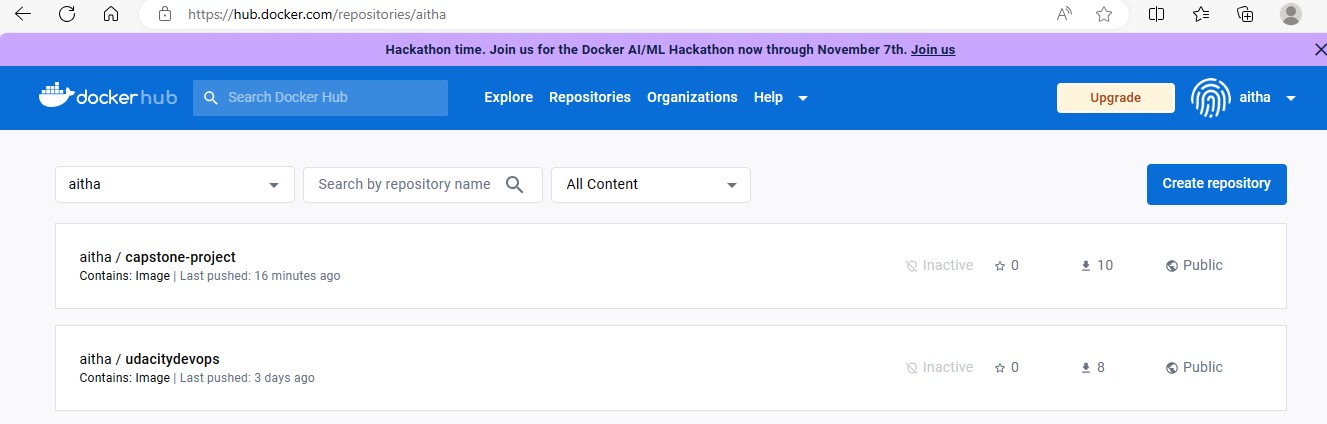 https://hub.docker.com/repositories/aitha
Hackathon time. Join us for the Docker AI/ML Hackathon now through November 7th. Join us
dockerhub Search Docker Hub Explore Repositories Organizations Help Upgrade aitha
aitha Search by repository name All Content Create repository
aitha / capstone-project
Contains: Image | Last pushed: 16 minutes ago
Inactive 0 10 Public
aitha / udacitydevops
Contains: Image | Last pushed: 3 days ago
Inactive 0 8 Public